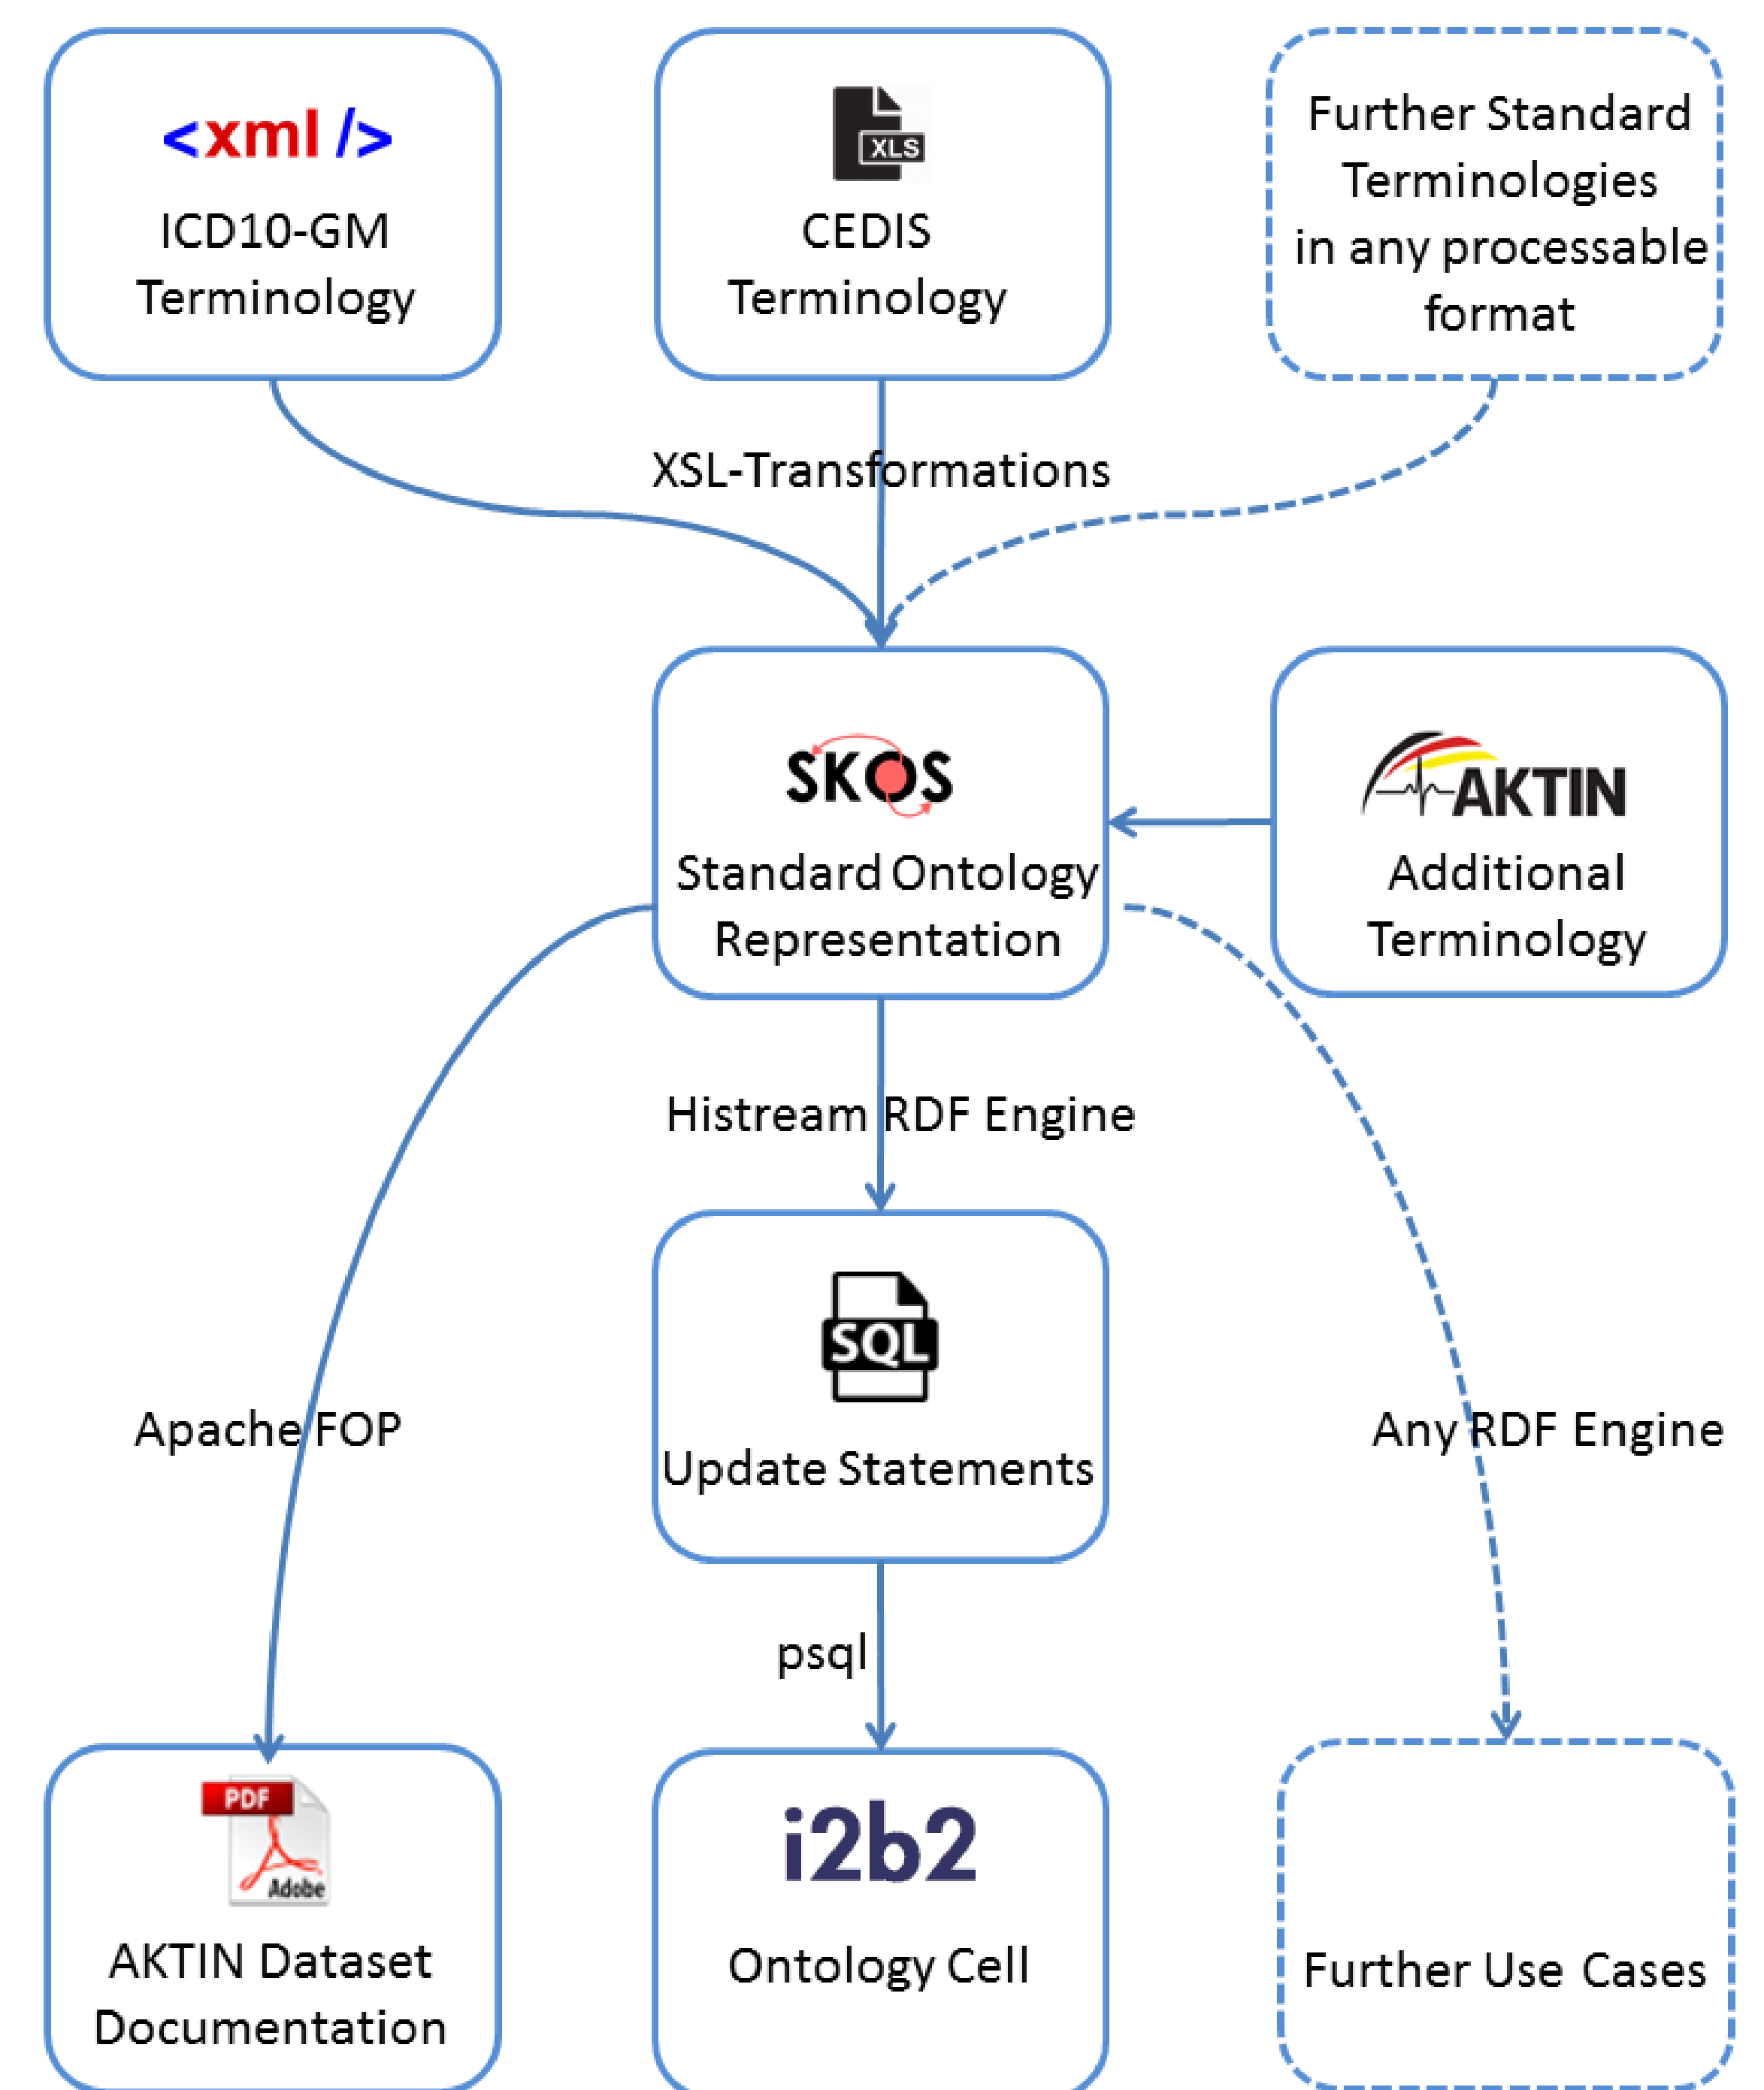 <xml />
ICD10-GM
Terminology
XLS
CEDIS
Terminology
Further Standard
Terminologies
in any processable
format
XSL-Transformations
SKOS
Standard Ontology
Representation
AKTIN
Additional
Terminology
Histream RDF Engine
SQL
Update Statements
Apache FOP
Any RDF Engine
psql
PDF
Adobe
AKTIN Dataset
Documentation
i2b2
Ontology Cell
Further Use Cases